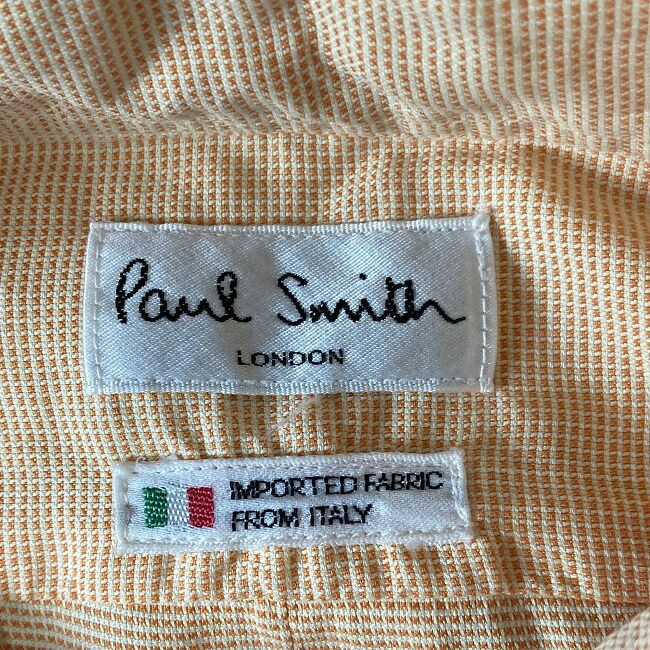 Paul Smith
LONDON
IMPORTED FABRIC
FROM ITALY